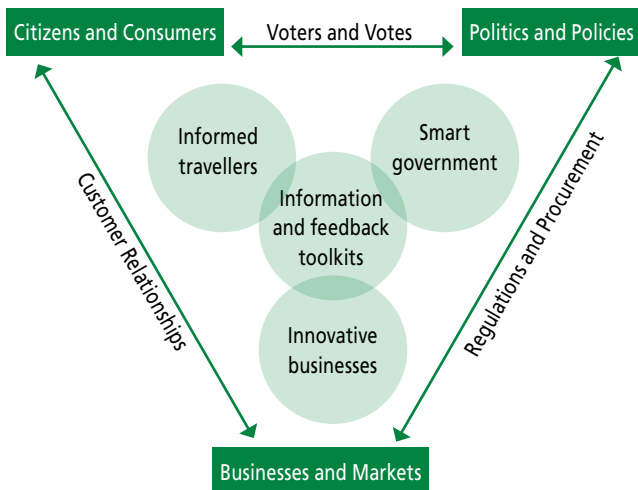 Citizens and Consumers
Voters and Votes
Politics and Policies
Informed
travellers
Smart
government
Information
and feedback
toolkits
Customer Relationships
Regulations and Procurement
Innovative
businesses
Businesses and Markets